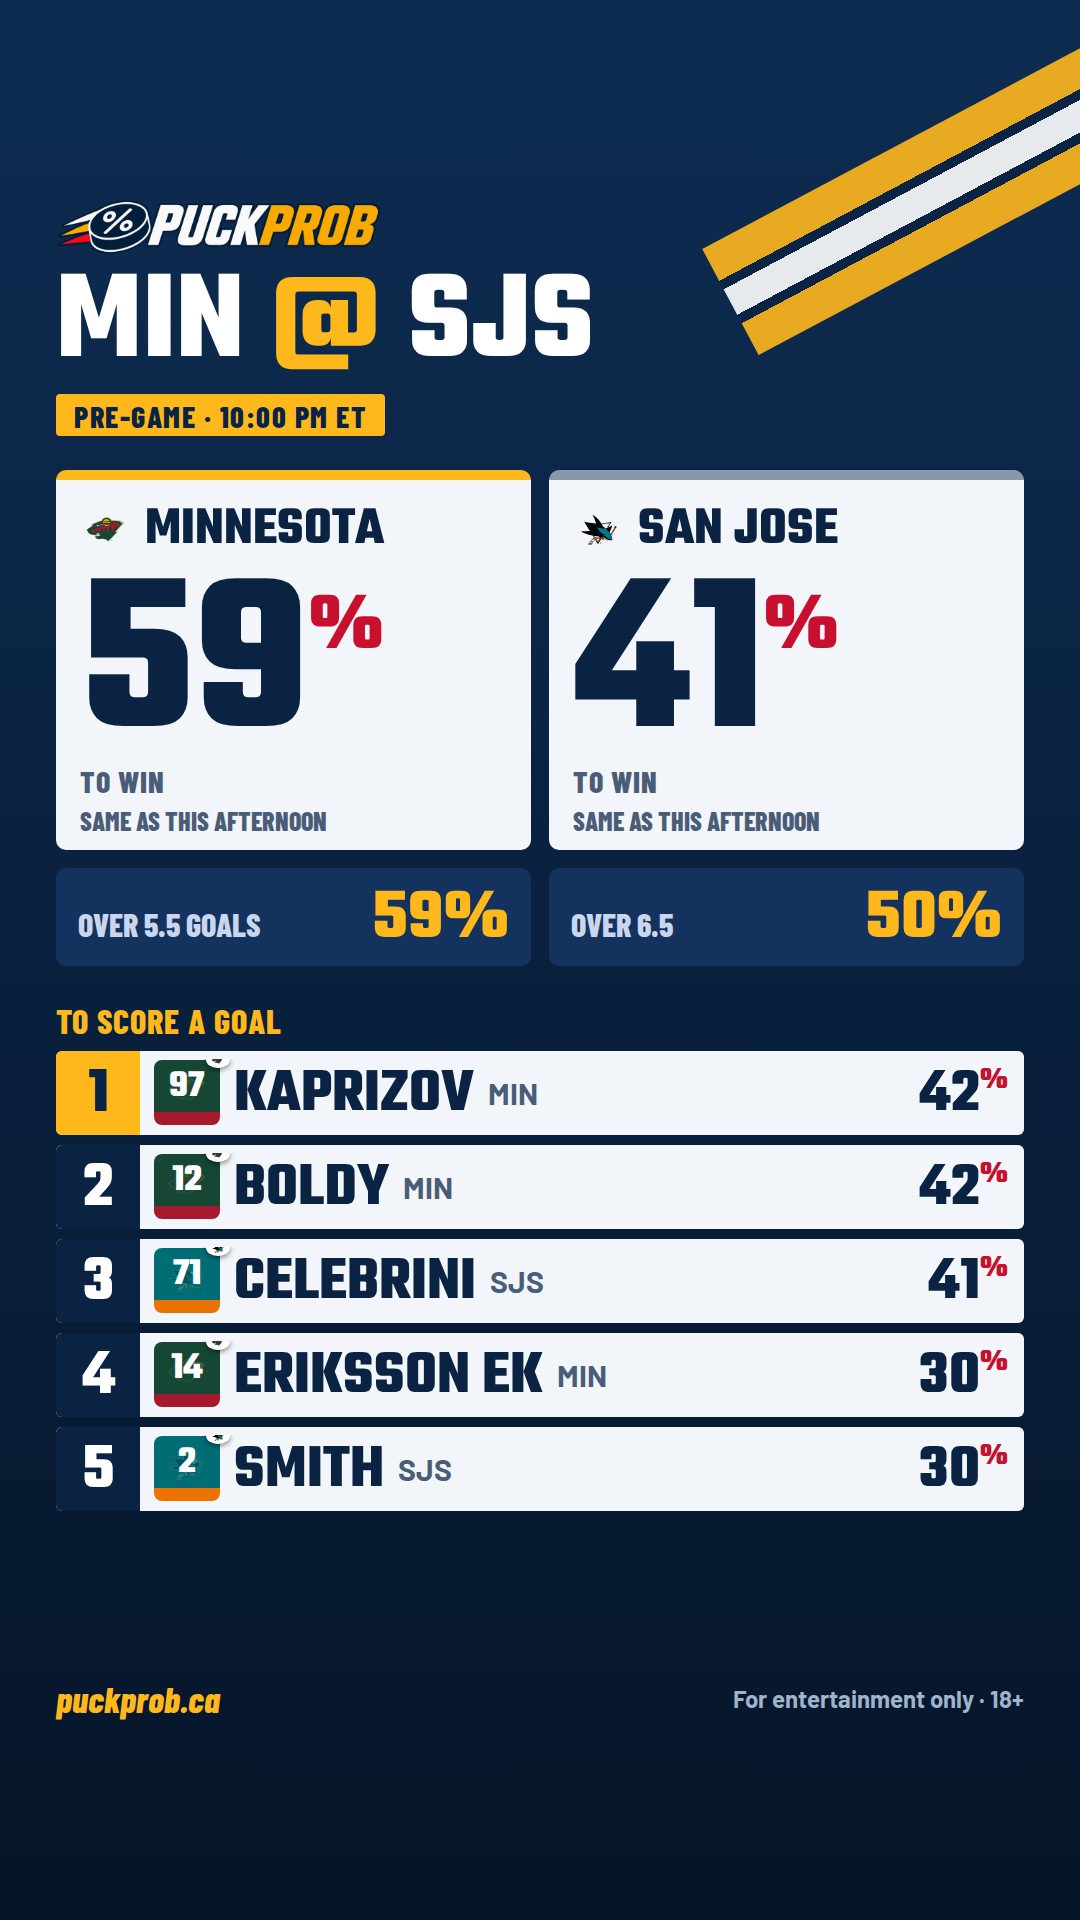 % PUCKPROB
MIN @ SJS
PRE-GAME · 10:00 PM ET
MINNESOTA
59%
TO WIN
SAME AS THIS AFTERNOON
SAN JOSE
41%
TO WIN
SAME AS THIS AFTERNOON
OVER 5.5 GOALS 59%
OVER 6.5 50%
TO SCORE A GOAL
1 97 KAPRIZOV MIN 42%
2 12 BOLDY MIN 42%
3 71 CELEBRINI SJS 41%
4 14 ERIKSSON EK MIN 30%
5 2 SMITH SJS 30%
puckprob.ca
For entertainment only · 18+